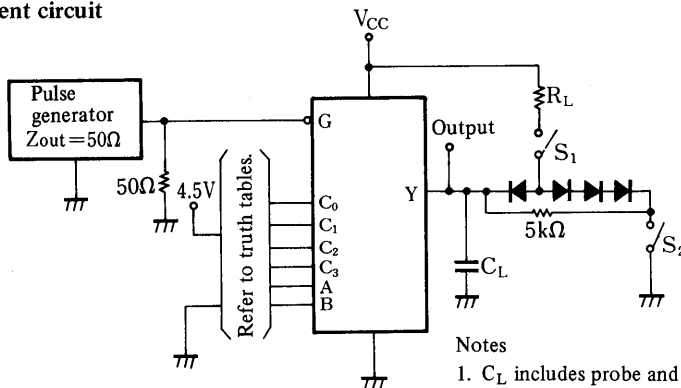 ent circuit
VCC
Pulse
generator
Zout=50Ω
G
RL
Output
S1
50Ω
4.5V
Refer to truth tables.
Y
C0
C1
C2
C3
A
B
5kΩ
CL
S2
Notes
1. CL includes probe and